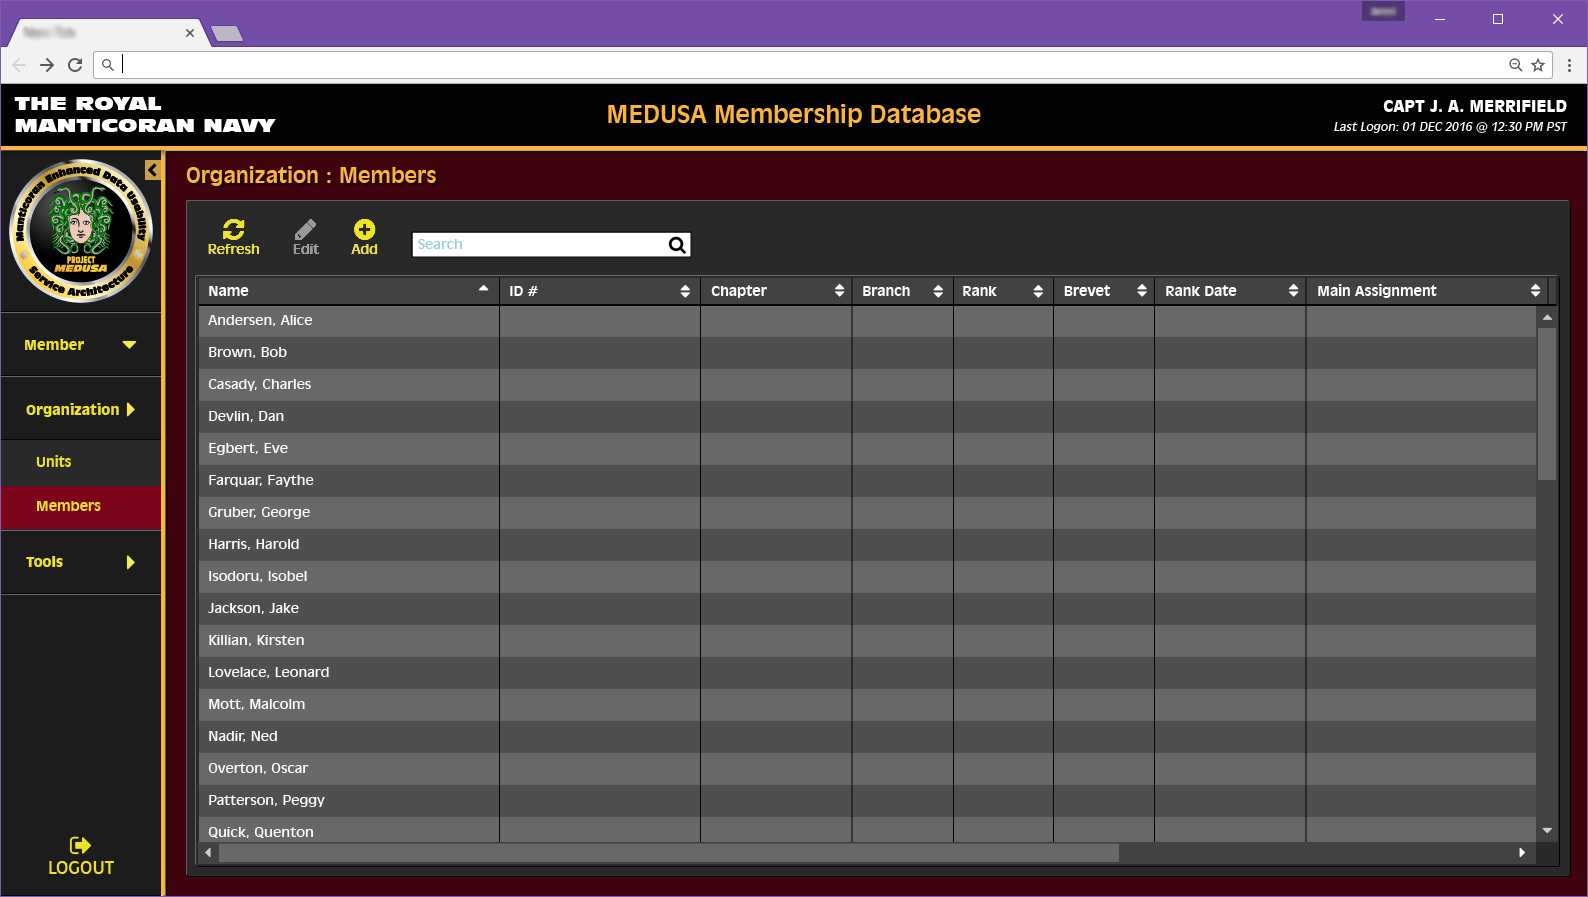 THE ROYAL
MANTICORAN NAVY
MEDUSA Membership Database
CAPT J. A. MERRIFIELD
Last Logon: 01 DEC 2016 @ 12:30 PM PST
Manticoran Enhanced Data Usability
PROJECT
MEDUSA
Service Architecture
Member
Organization
Units
Members
Tools
LOGOUT
Organization : Members
Refresh
Edit
Add
Search
Name ID # Chapter Branch Rank Brevet Rank Date Main Assignment
Andersen, Alice
Brown, Bob
Casady, Charles
Devlin, Dan
Egbert, Eve
Farquar, Faythe
Gruber, George
Harris, Harold
Isodoru, Isobel
Jackson, Jake
Killian, Kirsten
Lovelace, Leonard
Mott, Malcolm
Nadir, Ned
Overton, Oscar
Patterson, Peggy
Quick, Quenton